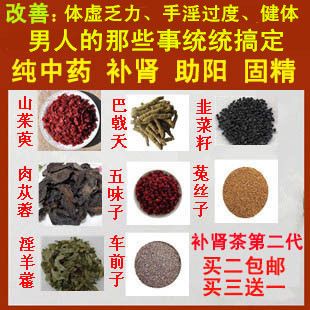 改善：体虚乏力、手淫过度、健体
男人的那些事统统搞定
纯中药 补肾 助阳 固精
山茱萸
巴戟天
韭菜籽
肉苁蓉
五味子
菟丝子
淫羊藿
车前子
补肾茶第二代
买二包邮
买三送一